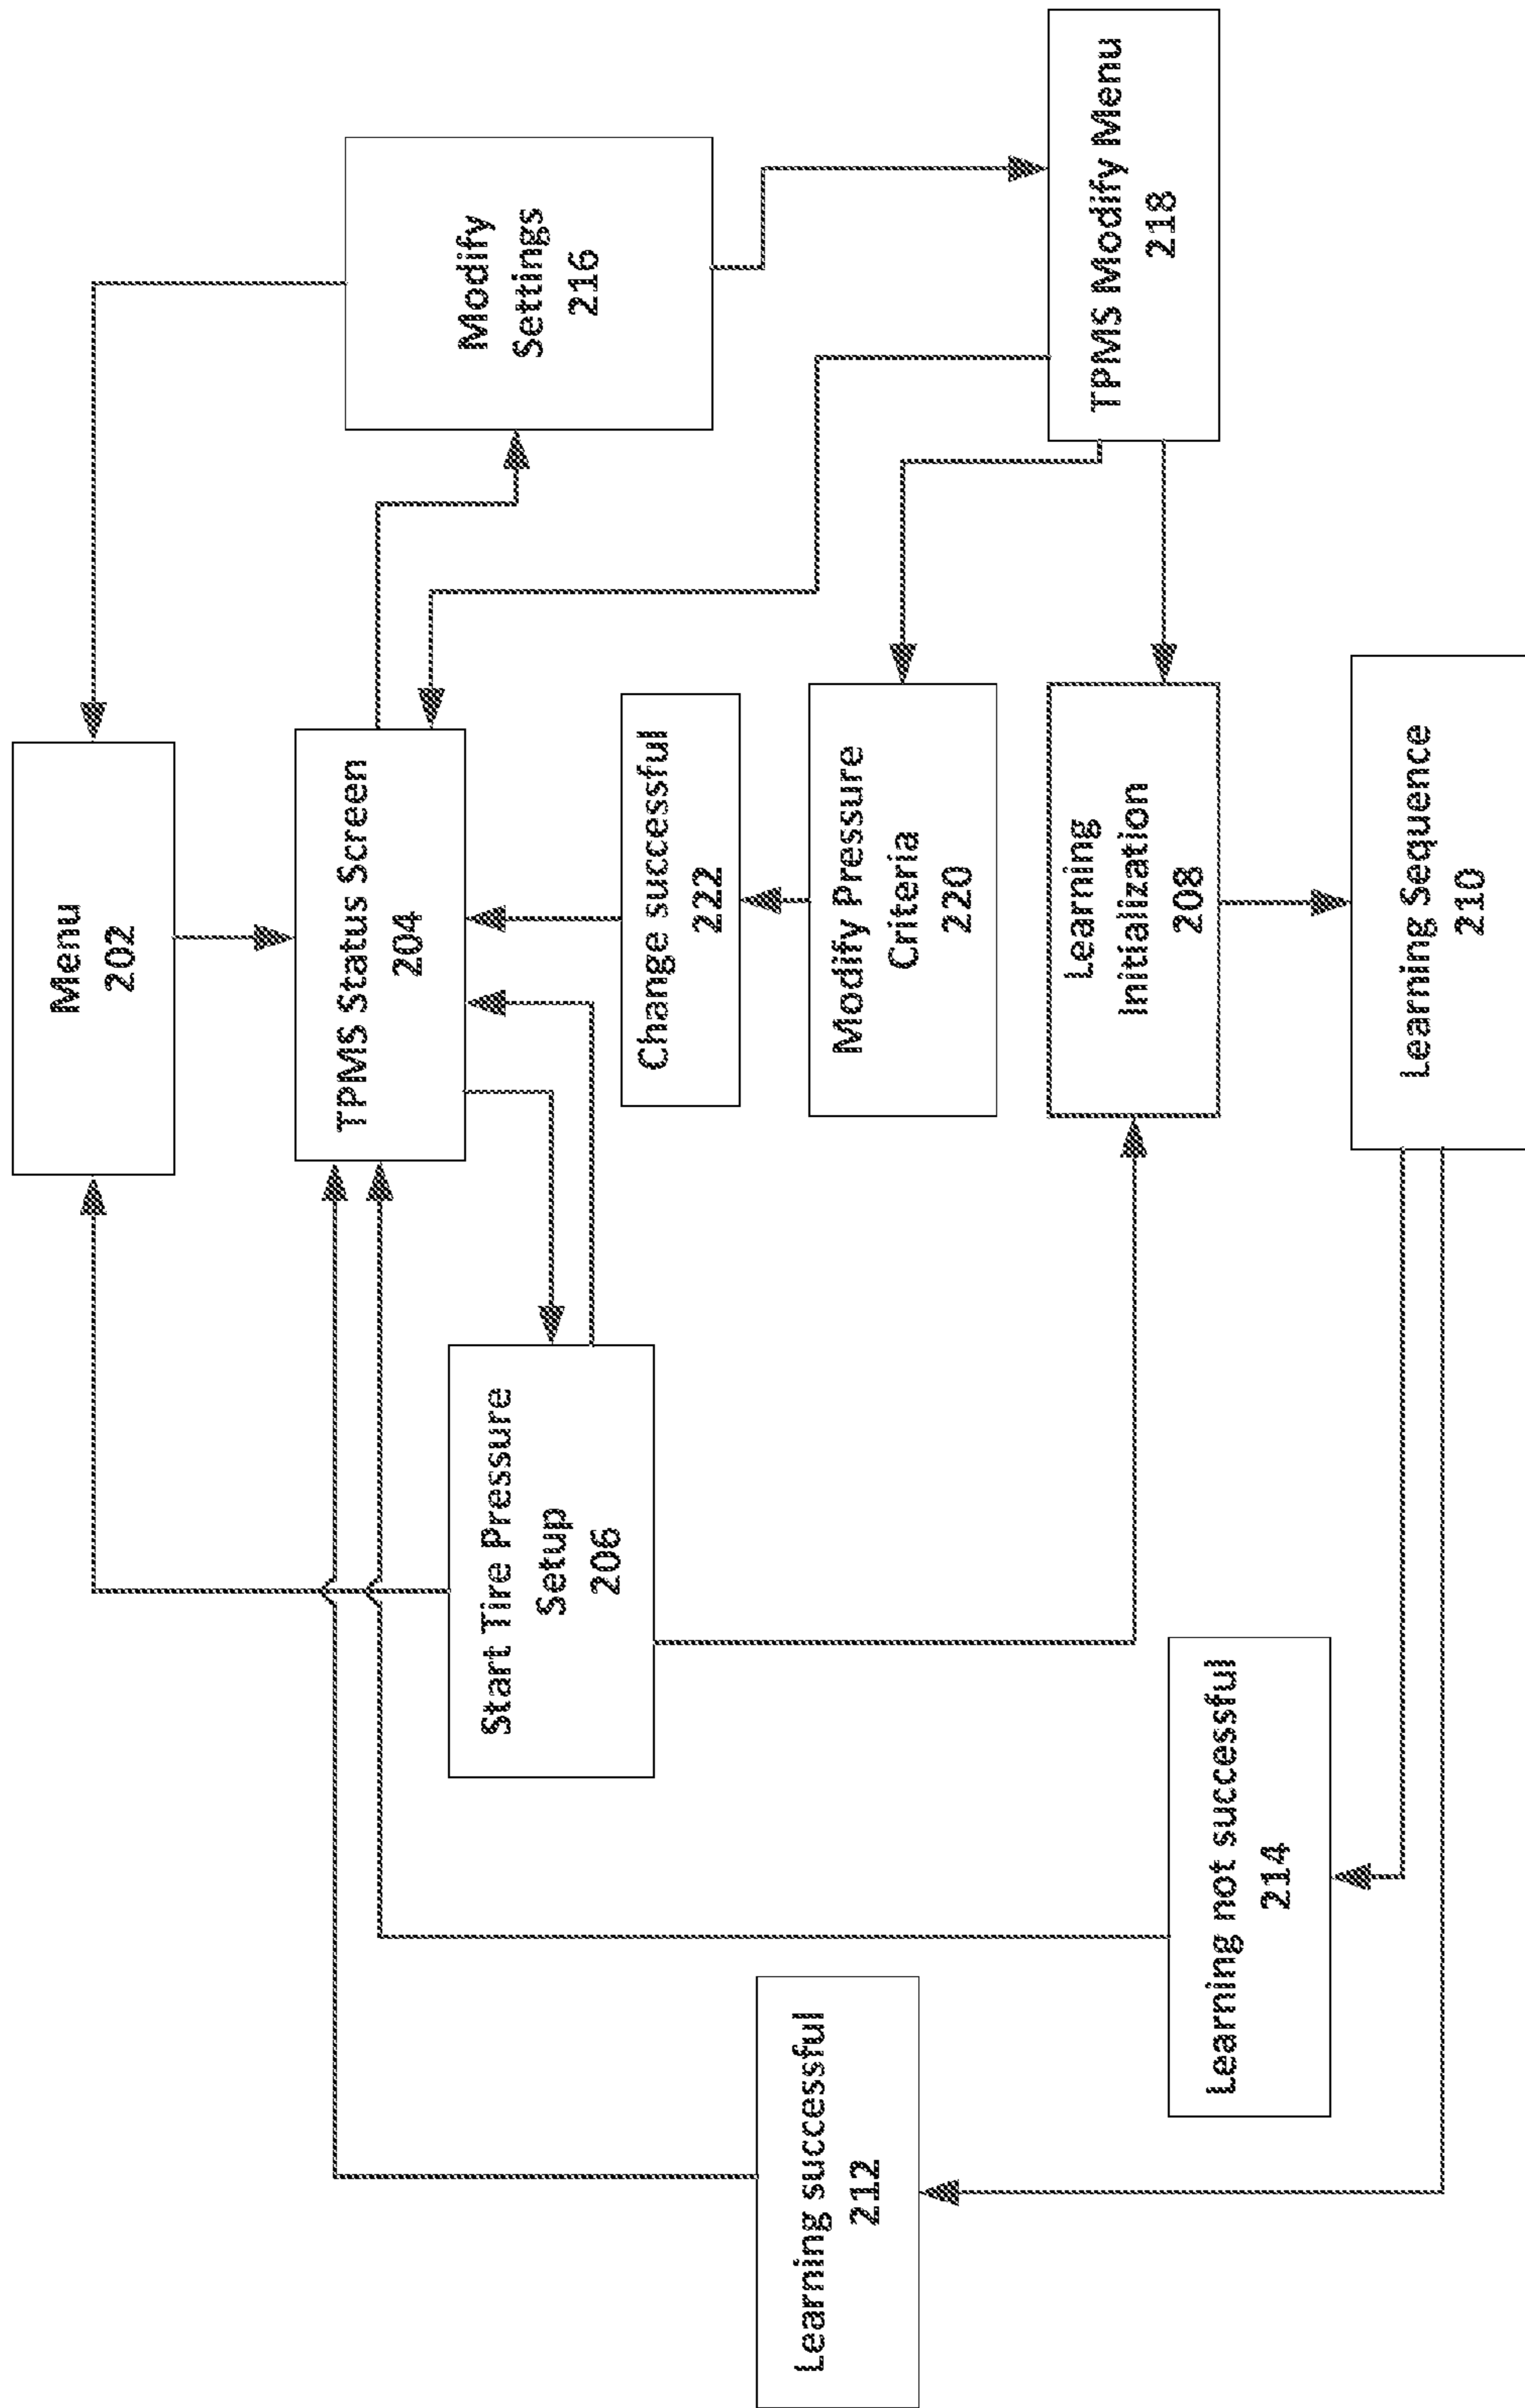 Menu
202
TPMS Status Screen
204
Modify
Settings
216
Start Tire Pressure
Setup
206
Change successful
222
Learning successful
212
Modify Pressure
Criteria
220
Learning not successful
214
Learning
Initialization
208
TPMS Modify Menu
218
Learning Sequence
210